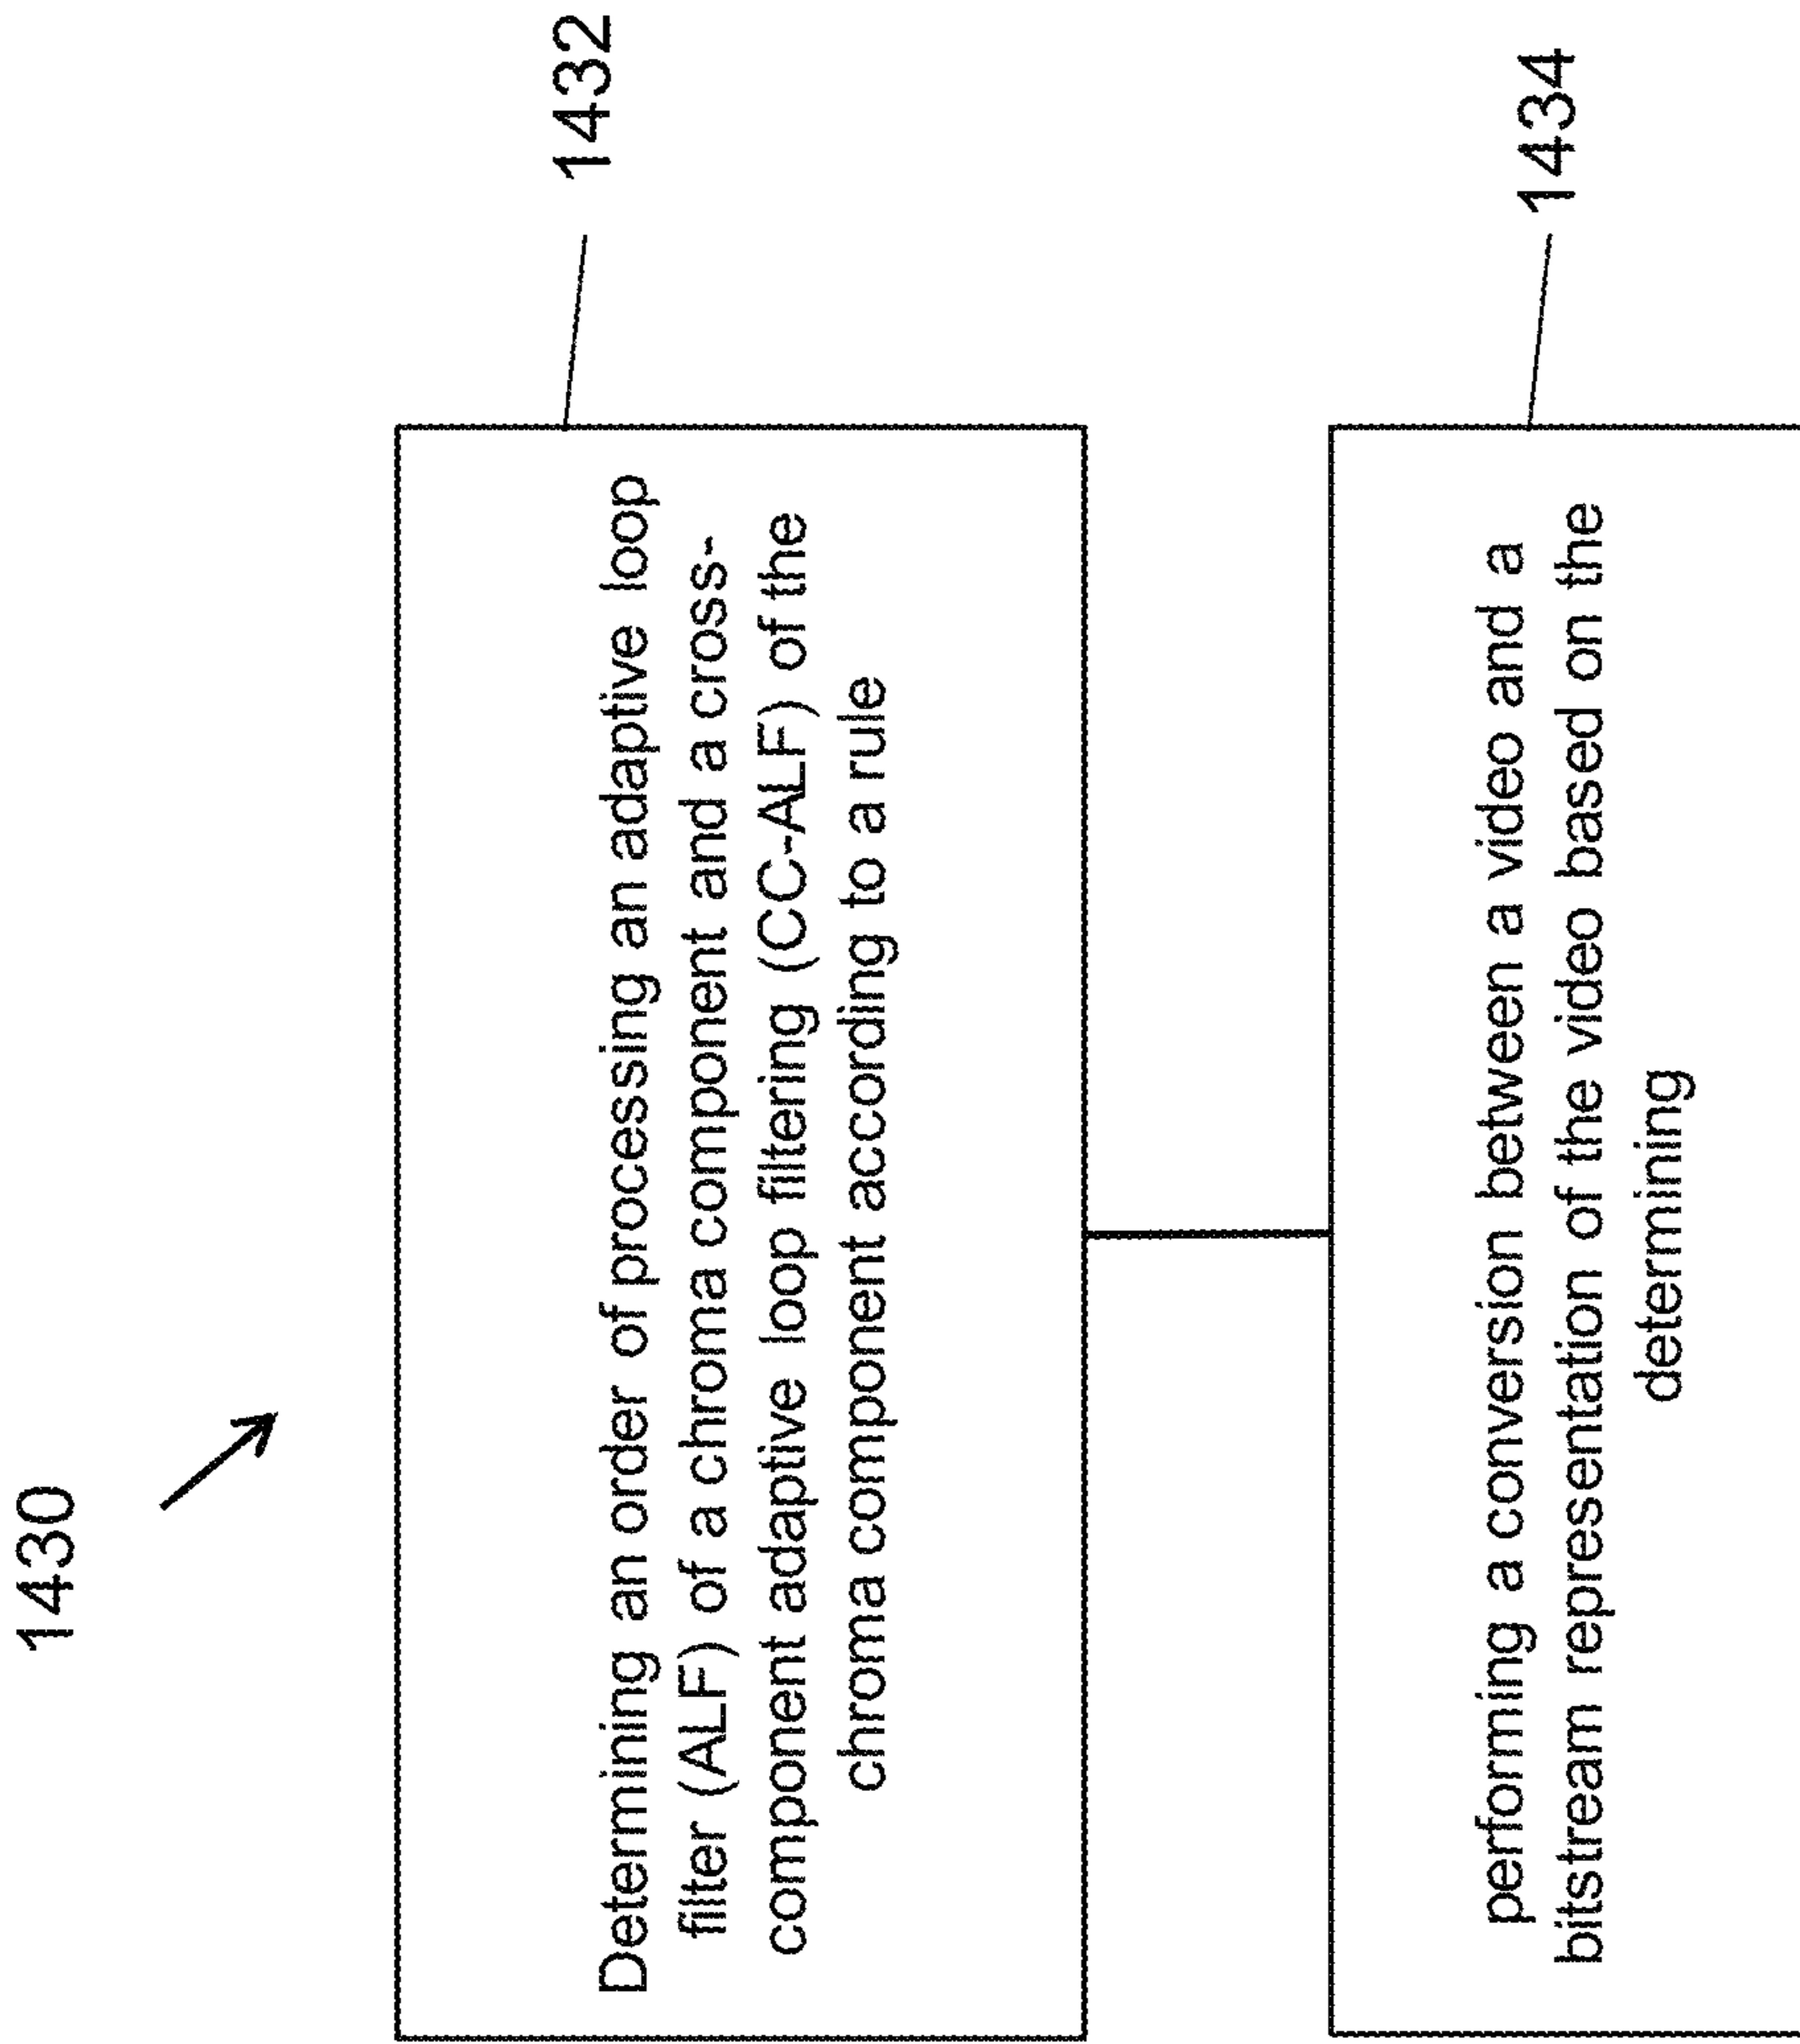 1430
1432
Determining an order of processing an adaptive loop
filter (ALF) of a chroma component and a cross-
component adaptive loop filtering (CC-ALF) of the
chroma component according to a rule
1434
performing a conversion between a video and a
bitstream representation of the video based on the
determining